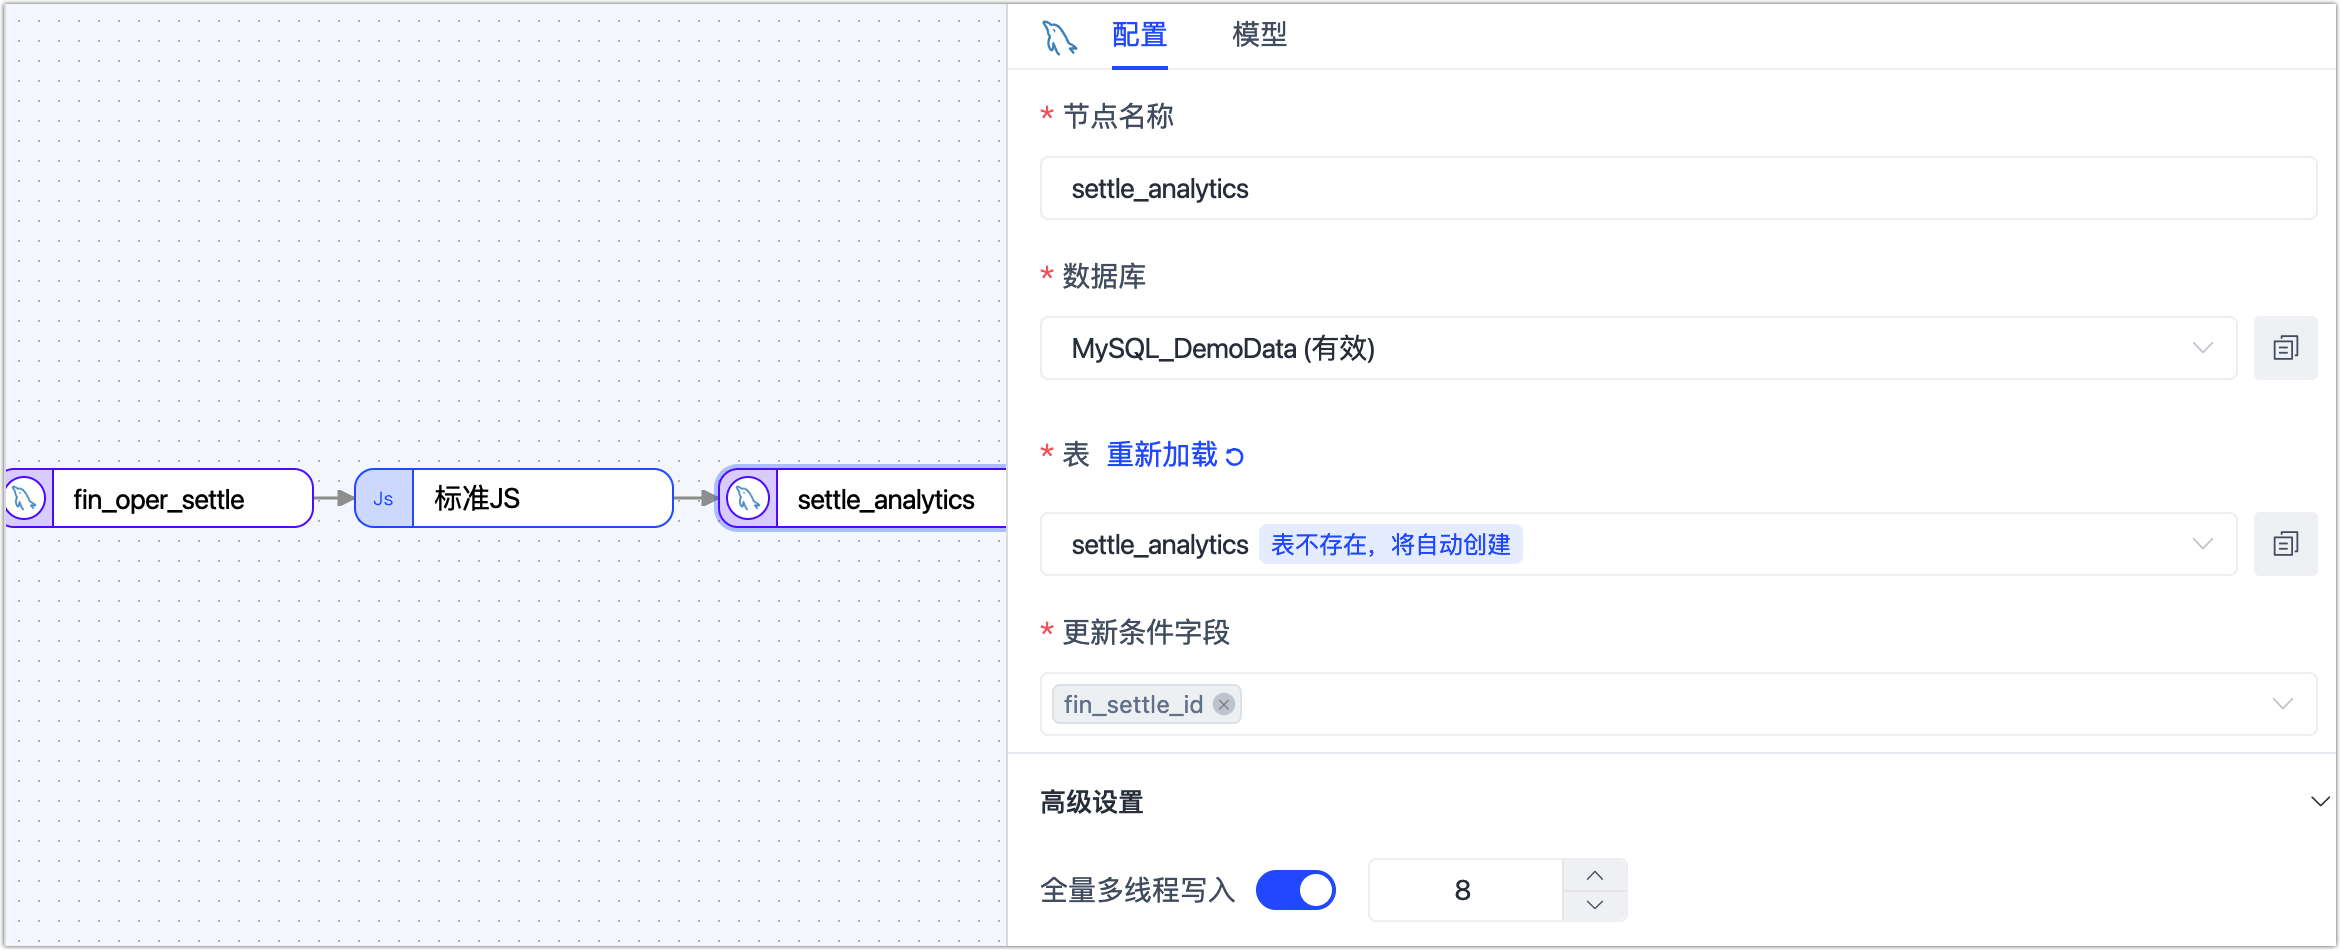 配置
模型
* 节点名称
settle_analytics
* 数据库
MySQL_DemoData (有效)
* 表 重新加载
settle_analytics 表不存在，将自动创建
* 更新条件字段
fin_settle_id
高级设置
全量多线程写入 8
fin_oper_settle
Js 标准JS
settle_analytics